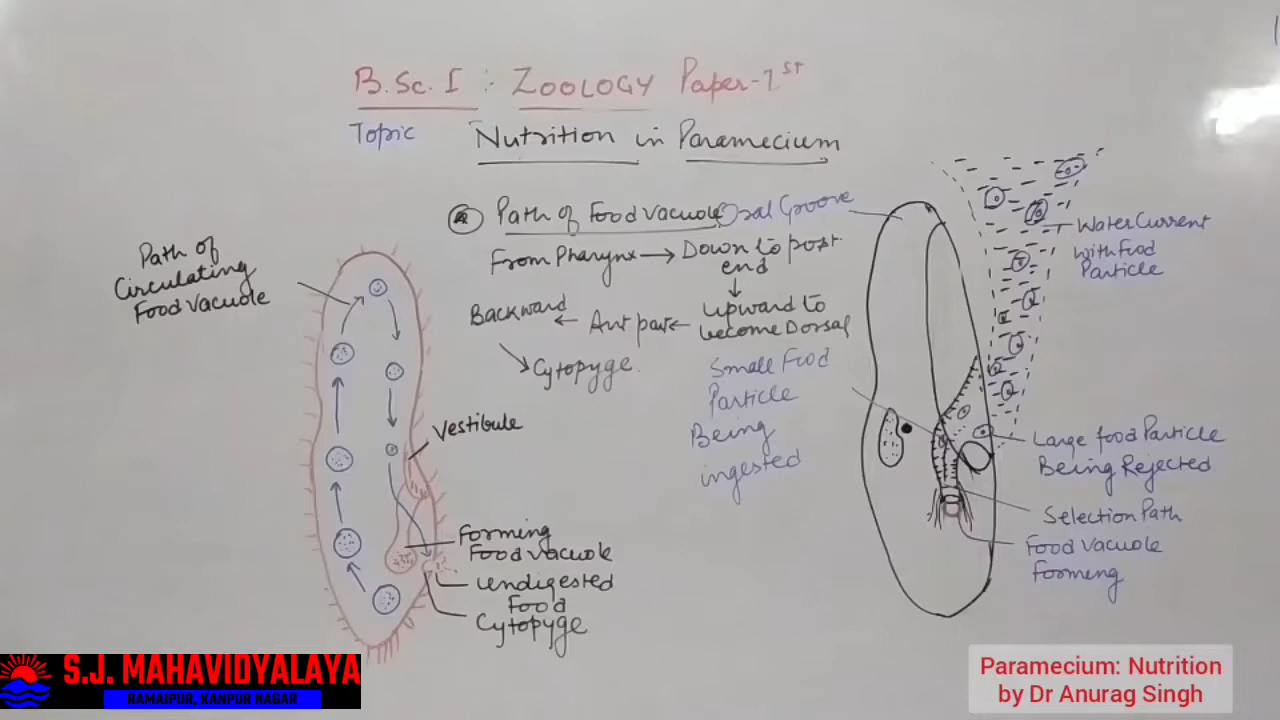 B.Sc. I : ZOOLOGY Paper-1st
Topic Nutrition in Paramecium
(a) Path of Food Vacuole
From Pharynx → Down to post. end
↓
Upward to become Dorsal
← Ant part
← Backward
↘ Cytopyge.
Path of
Circulating
Food Vacuole
Vestibule
Forming
Food vacuole
Undigested
Food
Cytopyge
Oral Groove
Water Current
with Food
Particle
Small Food
Particle
Being
ingested
Large food Particle
Being Rejected
Selection Path
Food Vacuole
Forming
S.J. MAHAVIDYALAYA
RAMAIPUR, KANPUR NAGAR
Paramecium: Nutrition
by Dr Anurag Singh